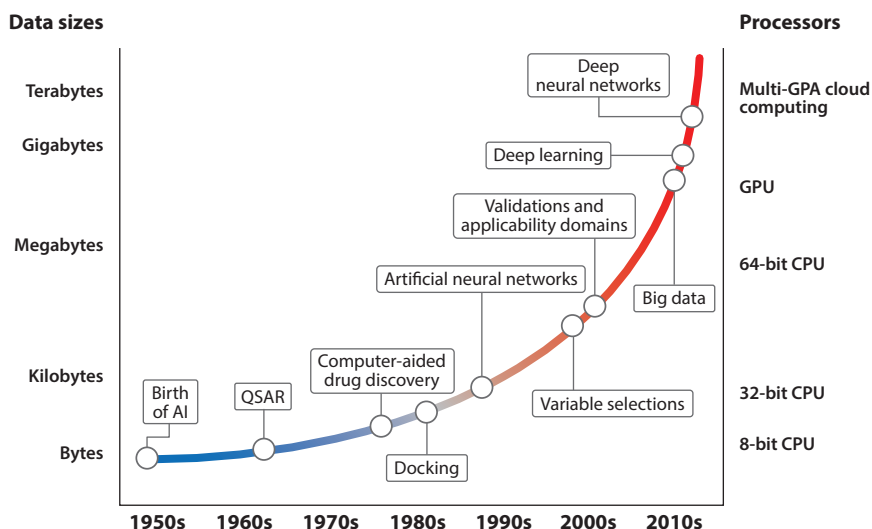 Data sizes
Processors
Terabytes
Gigabytes
Megabytes
Kilobytes
Bytes
Deep
neural networks
Deep learning
Validations and
applicability domains
Artificial neural networks
Big data
Computer-aided
drug discovery
Variable selections
Birth
of AI
QSAR
Docking
Multi-GPA cloud
computing
GPU
64-bit CPU
32-bit CPU
8-bit CPU
1950s
1960s
1970s
1980s
1990s
2000s
2010s